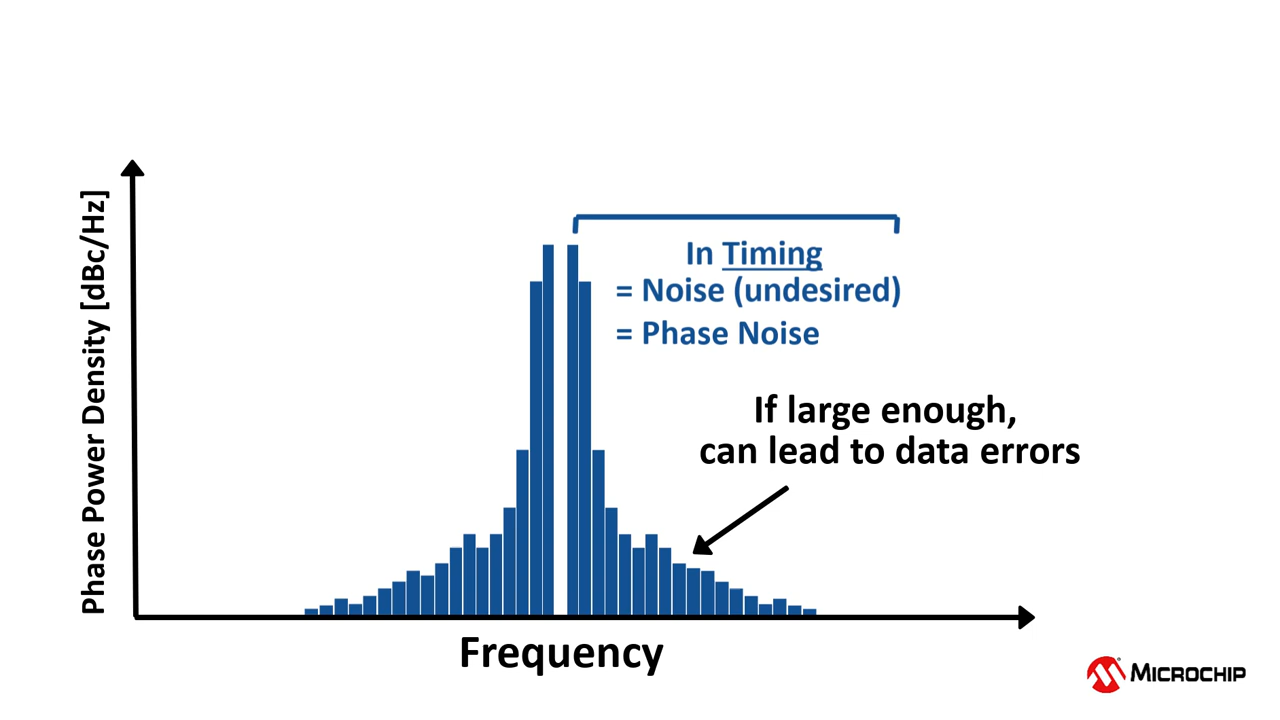 Phase Power Density [dBc/Hz]
In Timing
= Noise (undesired)
= Phase Noise
If large enough,
can lead to data errors
Frequency
MICROCHIP